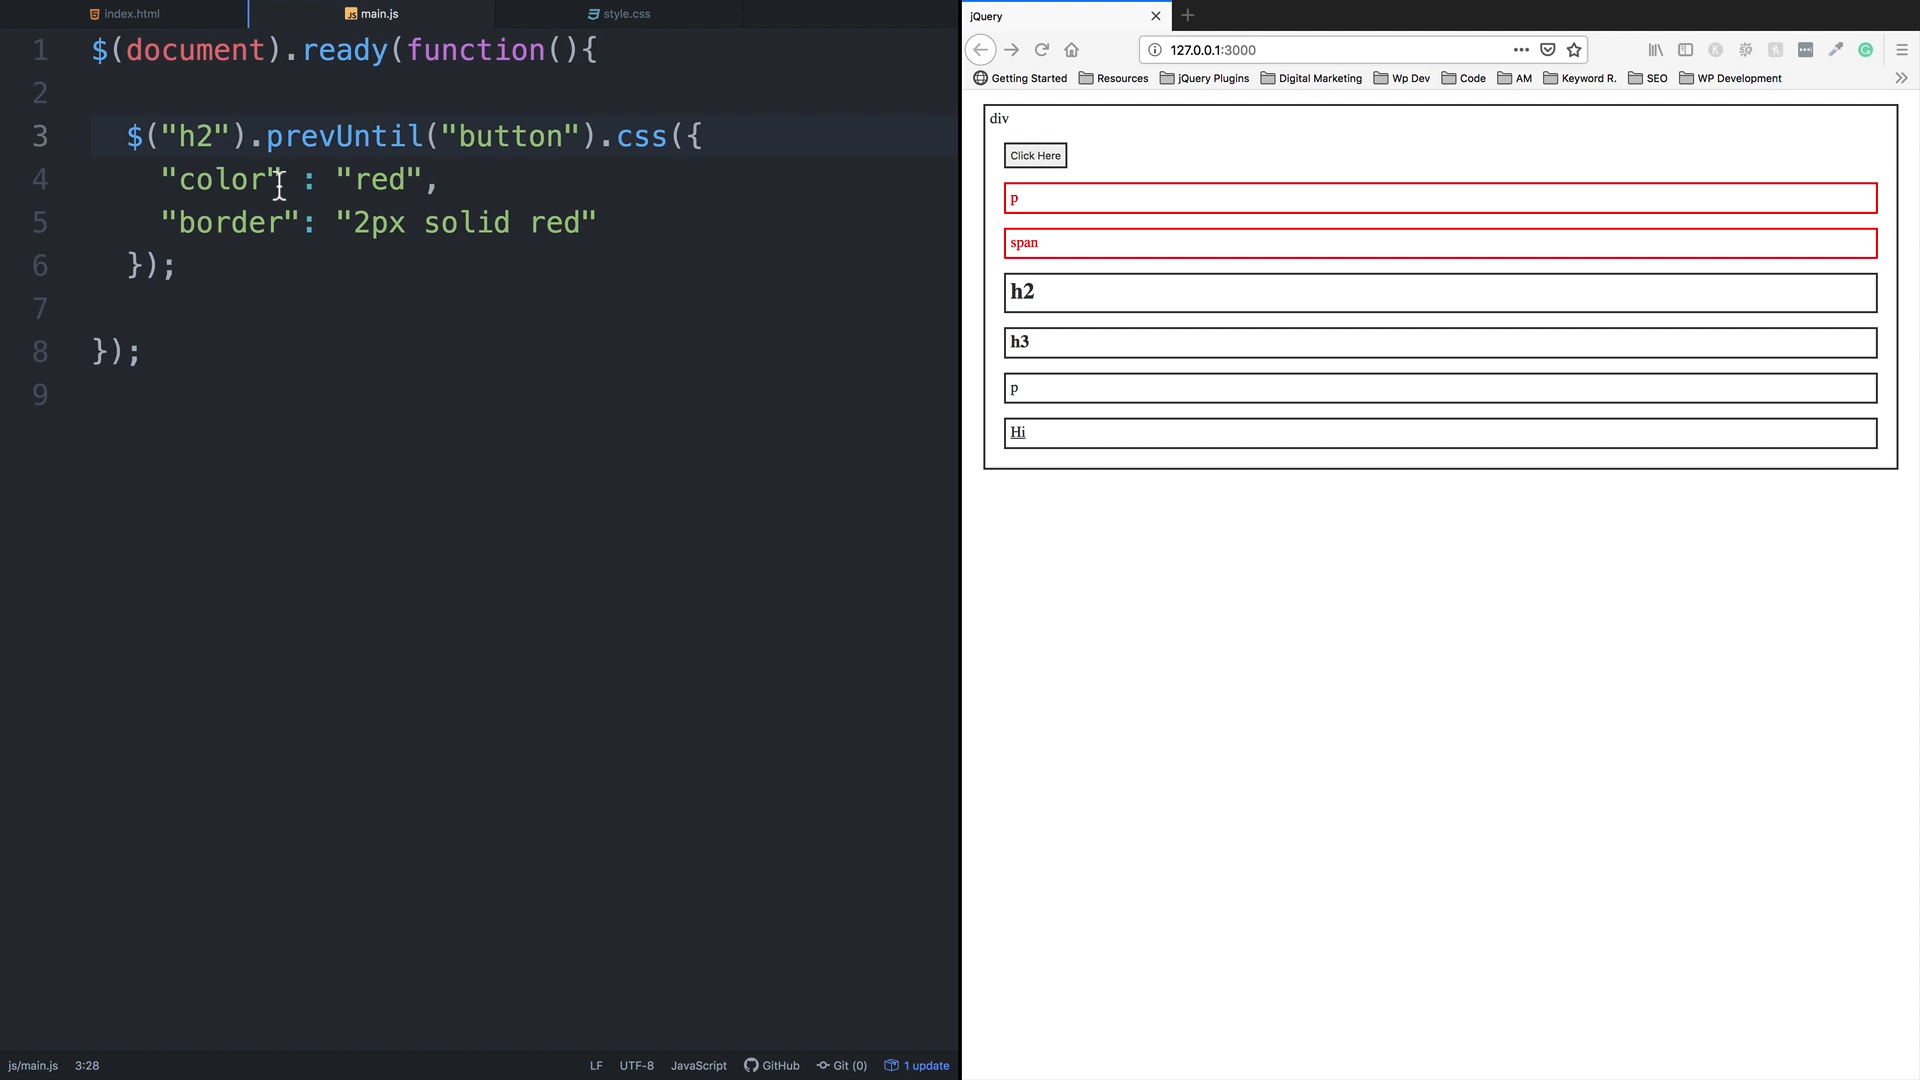 index.html
main.js
style.css
1 $(document).ready(function(){
2
3 $("h2").prevUntil("button").css({
4 "color" : "red",
5 "border": "2px solid red"
6 });
7
8 });
9
js/main.js 3:28 LF UTF-8 JavaScript GitHub Git (0) 1 update
jQuery
127.0.0.1:3000
Getting Started Resources jQuery Plugins Digital Marketing Wp Dev Code AM Keyword R. SEO WP Development
div
Click Here
p
span
h2
h3
p
Hi